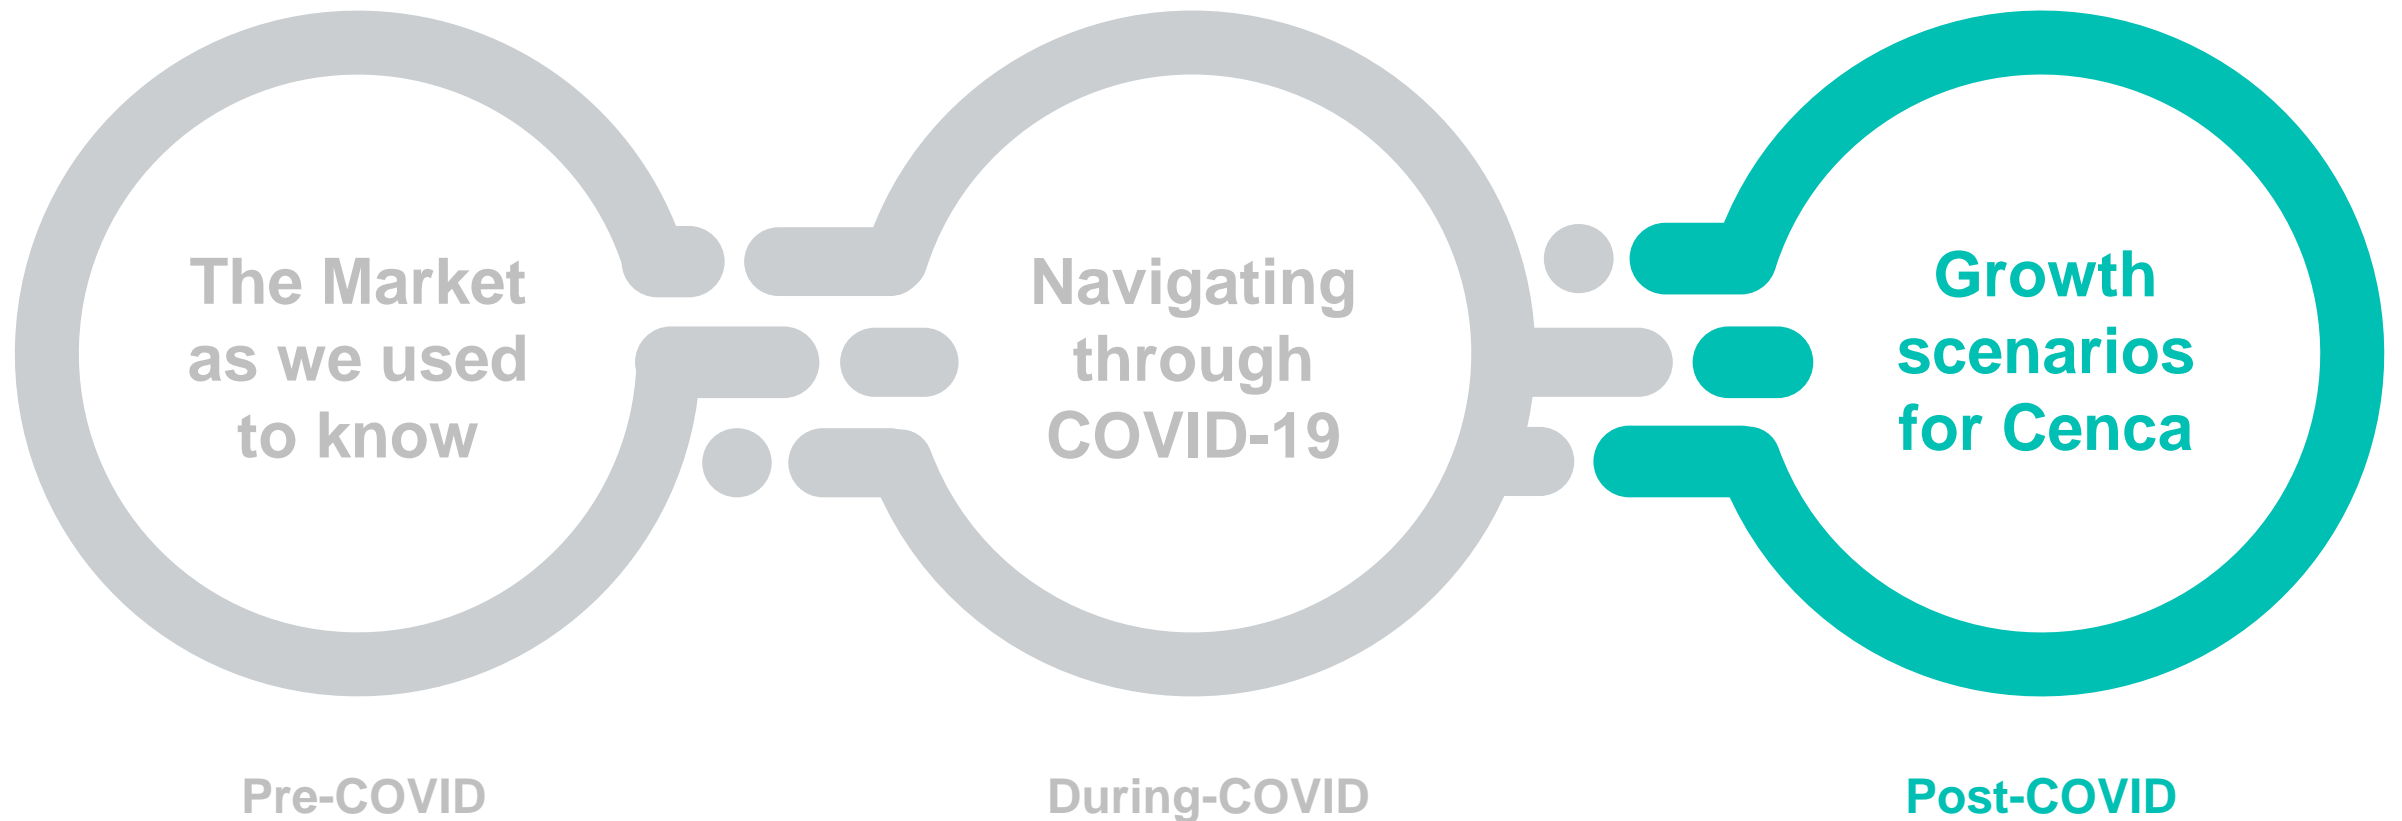 The Market
as we used
to know
Navigating
through
COVID-19
Growth
scenarios
for Cenca
Pre-COVID
During-COVID
Post-COVID